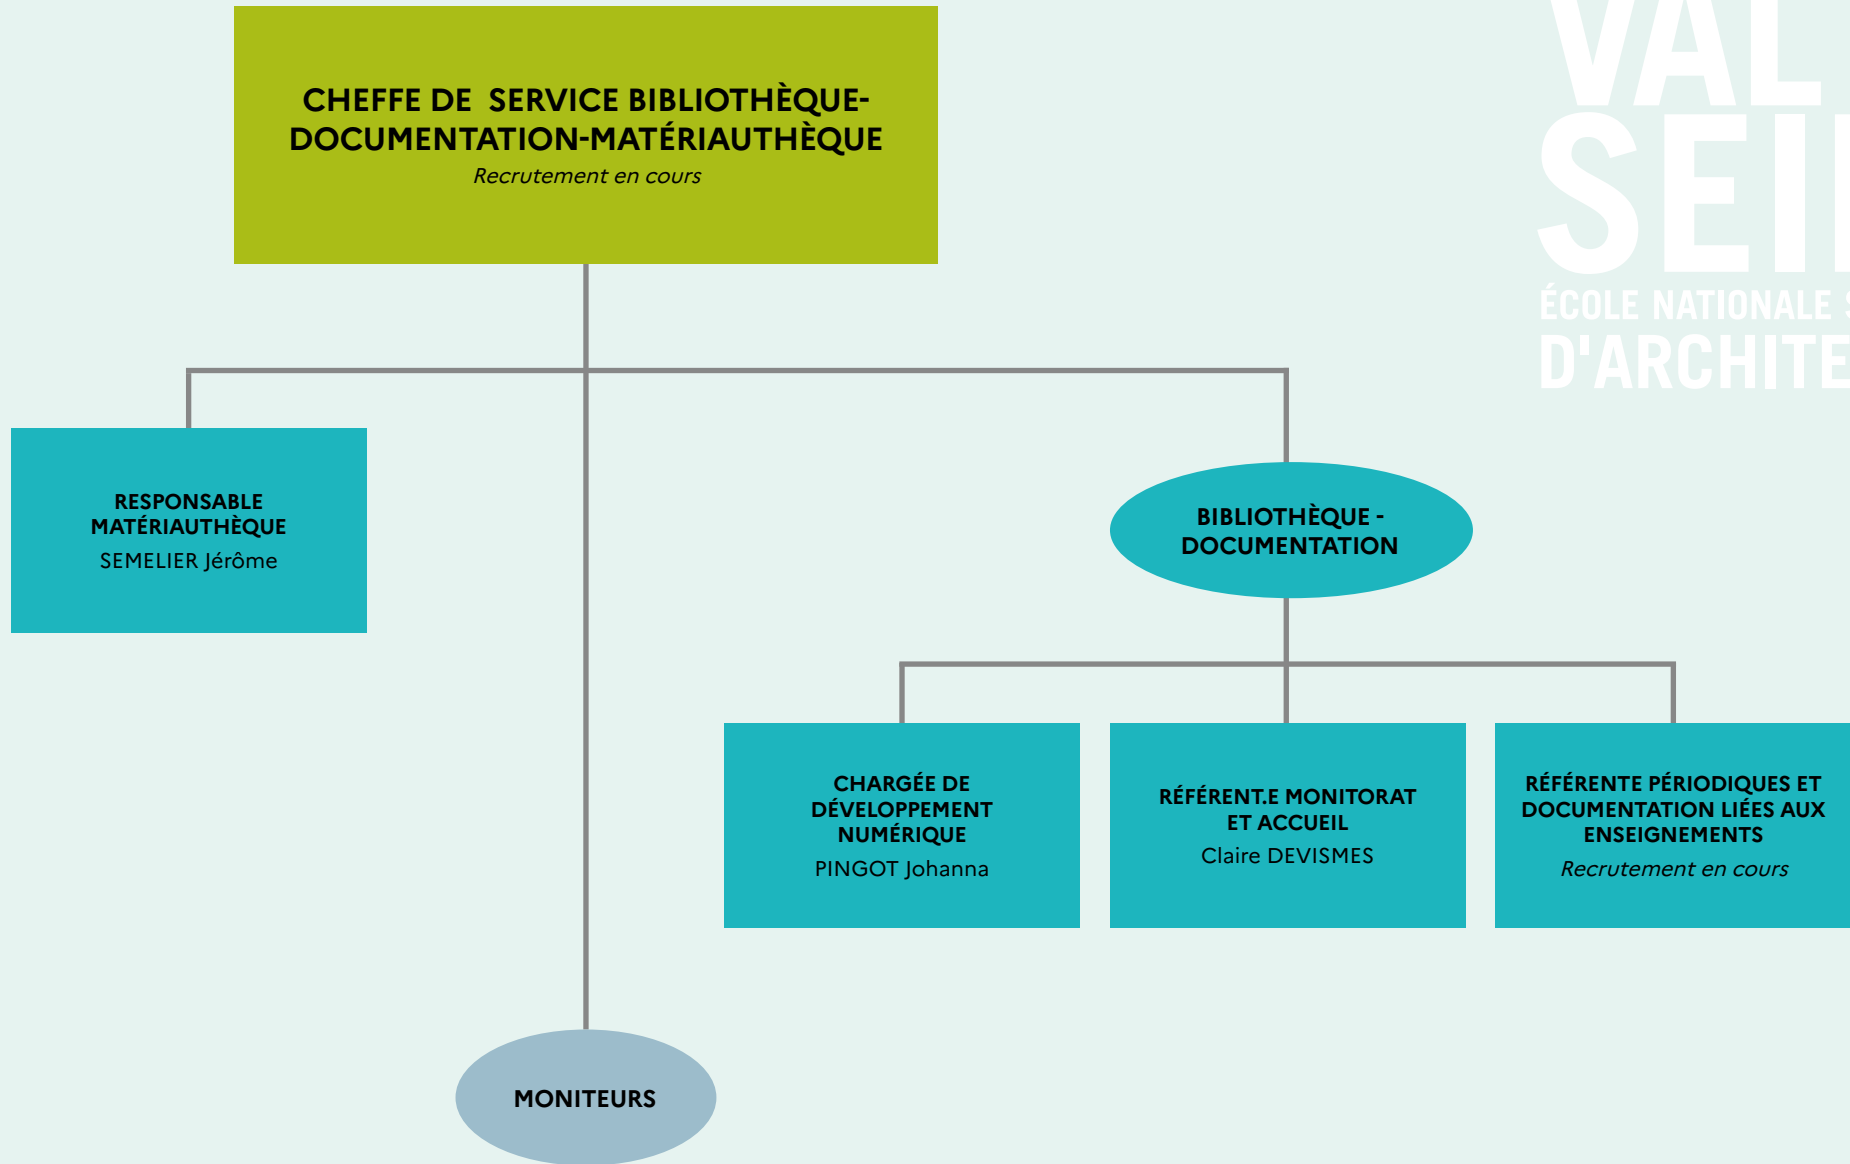 VAL
SEI
ÉCOLE NATIONALE
D'ARCHITE
CHEFFE DE SERVICE BIBLIOTHÈQUE-
DOCUMENTATION-MATÉRIAUTHÈQUE
Recrutement en cours
RESPONSABLE
MATÉRIAUTHÈQUE
SEMELIER Jérôme
BIBLIOTHÈQUE -
DOCUMENTATION
CHARGÉE DE
DÉVELOPPEMENT
NUMÉRIQUE
PINGOT Johanna
RÉFÉRENT.E MONITORAT
ET ACCUEIL
Claire DEVISMES
RÉFÉRENTE PÉRIODIQUES ET
DOCUMENTATION LIÉES AUX
ENSEIGNEMENTS
Recrutement en cours
MONITEURS